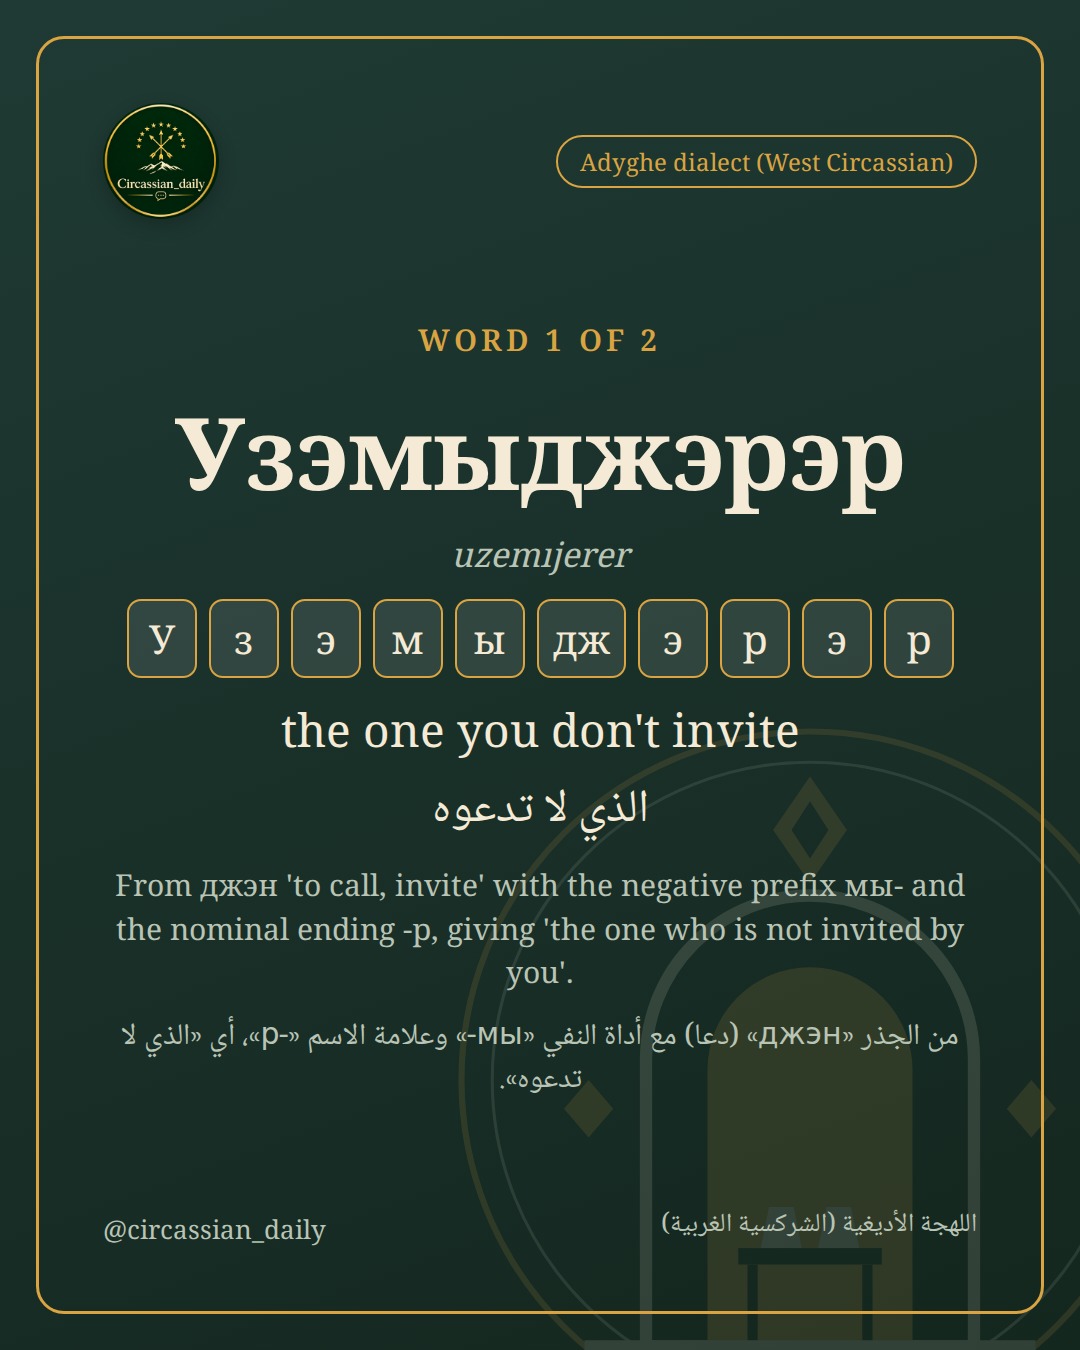 Circassian_daily
Adyghe dialect (West Circassian)
WORD 1 OF 2
Узэмыджэрэр
uzemıjerer
У з э м ы дж э р э р
the one you don't invite
الذي لا تدعوه
From джэн 'to call, invite' with the negative prefix мы- and
the nominal ending -р, giving 'the one who is not invited by
you'.
من الجذر «джэн» (دعا) مع أداة النفي «мы-» وعلامة الاسم «-р»، أي «الذي لا
تدعوه».
@circassian_daily
اللهجة الأديغية (الشركسية الغربية)